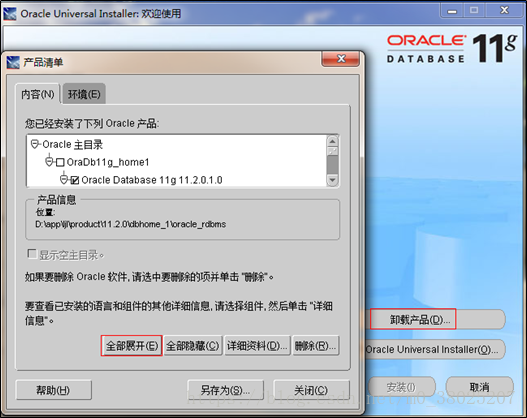 Oracle Universal Installer: 欢迎使用
ORACLE
DATABASE 11g
产品清单
内容(N) 环境(E)
您已经安装了下列 Oracle 产品:
Oracle 主目录
OraDb11g_home1
Oracle Database 11g 11.2.0.1.0
产品信息
位置:
D:\app\ljl\product\11.2.0\dbhome_1\oracle_rdbms
显示空主目录。
如果要删除 Oracle 软件, 请选中要删除的项并单击 "删除"。
要查看已安装的语言和组件的其他详细信息, 请选择组件, 然后单击 "详细
信息"。
全部展开(E) 全部隐藏(C) 详细资料(D)... 删除(R)...
帮助(H) 另存为(S)... 关闭(C)
卸载产品(D)...
Oracle Universal Installer(O)...
安装(I) 取消